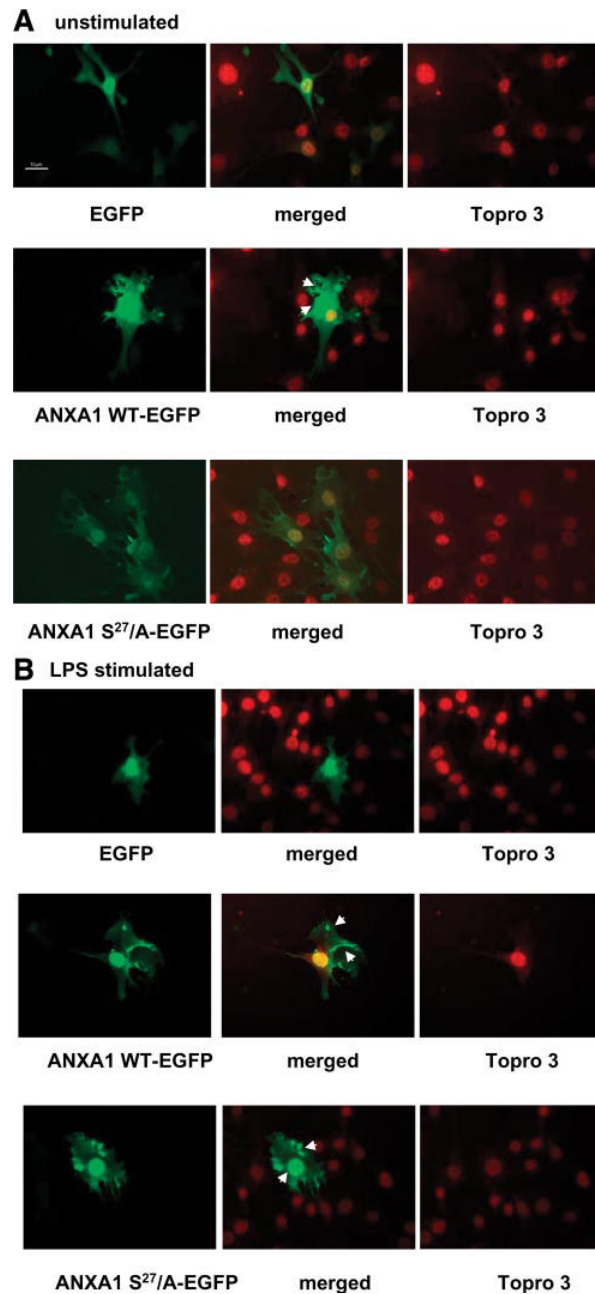 A unstimulated
10µm
EGFP merged Topro 3
ANXA1 WT-EGFP merged Topro 3
ANXA1 S²⁷/A-EGFP merged Topro 3
B LPS stimulated
EGFP merged Topro 3
ANXA1 WT-EGFP merged Topro 3
ANXA1 S²⁷/A-EGFP merged Topro 3